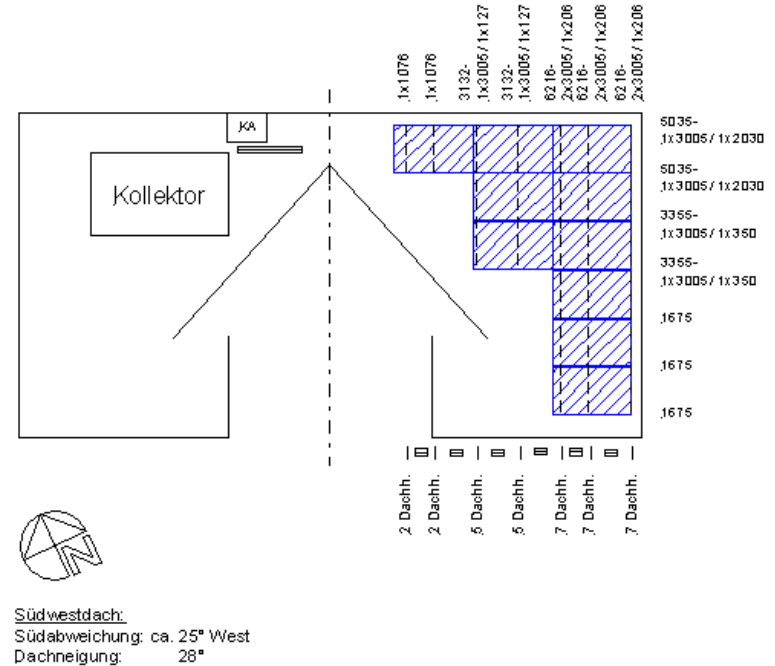 ,1x1076
,1x1076
3132-
,1x3005/1x127
3132-
,1x3005/1x127
6216-
,2x3005/1x206
6216-
,2x3005/1x206
6216-
,2x3005/1x206
KA
Kollektor
5035-
,1x3005/1x2030
5035-
,1x3005/1x2030
3355-
,1x3005/1x350
3355-
,1x3005/1x350
,1675
,1675
,1675
,2 Dachh.
,2 Dachh.
,5 Dachh.
,5 Dachh.
,7 Dachh.
,7 Dachh.
,7 Dachh.
N
Südwestdach:
Südabweichung: ca. 25° West
Dachneigung: 28°